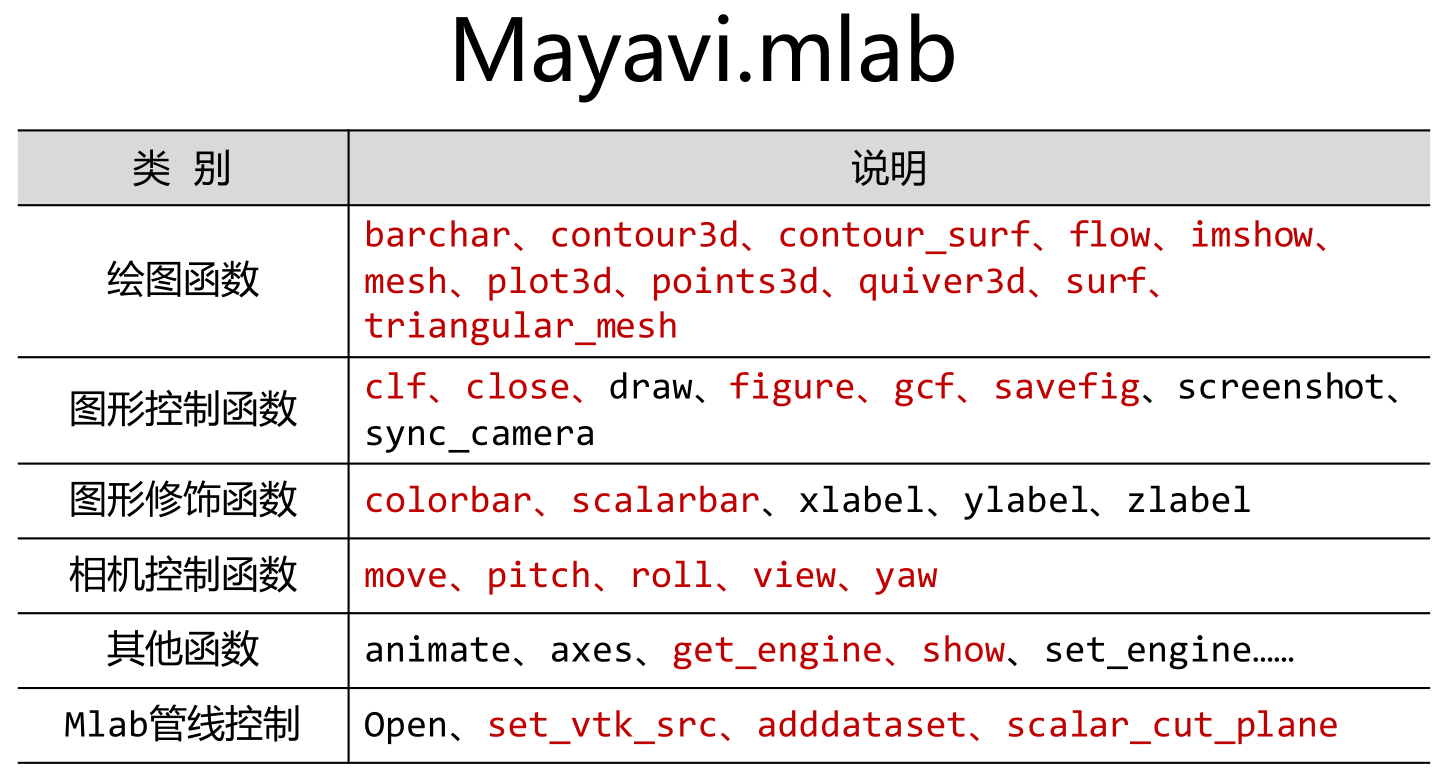 Mayavi.mlab
类 别
说明
绘图函数
barchar、contour3d、contour_surf、flow、imshow、
mesh、plot3d、points3d、quiver3d、surf、
triangular_mesh
图形控制函数
clf、close、draw、figure、gcf、savefig、screenshot、
sync_camera
图形修饰函数
colorbar、scalarbar、xlabel、ylabel、zlabel
相机控制函数
move、pitch、roll、view、yaw
其他函数
animate、axes、get_engine、show、set_engine……
Mlab管线控制
Open、set_vtk_src、adddataset、scalar_cut_plane